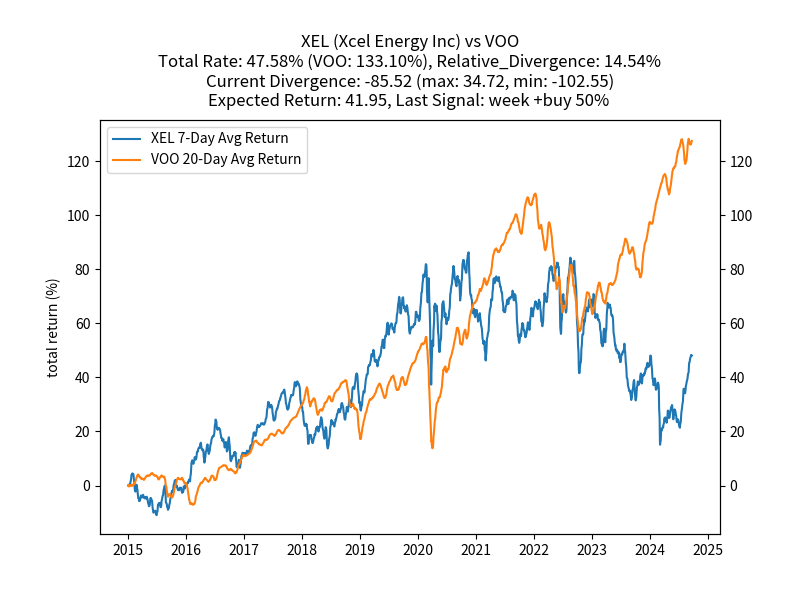 XEL (Xcel Energy Inc) vs VOO
Total Rate: 47.58% (VOO: 133.10%), Relative_Divergence: 14.54%
Current Divergence: -85.52 (max: 34.72, min: -102.55)
Expected Return: 41.95, Last Signal: week +buy 50%
XEL 7-Day Avg Return
VOO 20-Day Avg Return
total return (%)
120 120
100 100
80 80
60 60
40 40
20 20
0 0
2015 2016 2017 2018 2019 2020 2021 2022 2023 2024 2025